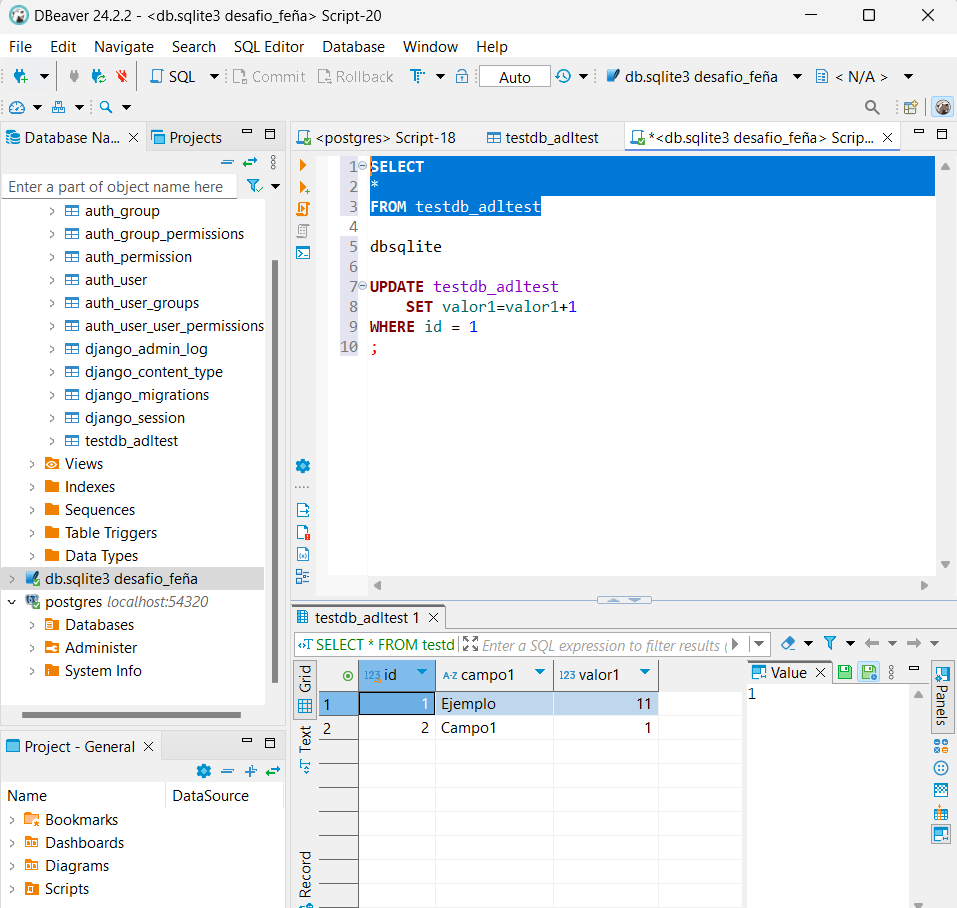 DBeaver 24.2.2 - <db.sqlite3 desafio_feña> Script-20
File Edit Navigate Search SQL Editor Database Window Help
SQL Commit Rollback Auto db.sqlite3 desafio_feña < N/A >
Database Na... Projects
<postgres> Script-18 testdb_adltest *<db.sqlite3 desafio_feña> Scrip...
Enter a part of object name here
auth_group
auth_group_permissions
auth_permission
auth_user
auth_user_groups
auth_user_user_permissions
django_admin_log
django_content_type
django_migrations
django_session
testdb_adltest
Views
Indexes
Sequences
Table Triggers
Data Types
db.sqlite3 desafio_feña
postgres localhost:54320
Databases
Administer
System Info
1 SELECT
2 *
3 FROM testdb_adltest
4
5 dbsqlite
6
7 UPDATE testdb_adltest
8 SET valor1=valor1+1
9 WHERE id = 1
10 ;
Project - General
Name DataSource
Bookmarks
Dashboards
Diagrams
Scripts
testdb_adltest 1
SELECT * FROM testd Enter a SQL expression to filter results (
Grid
Text
Record
123 id A-Z campo1 123 valor1
1 1 Ejemplo 11
2 2 Campo1 1
Value
1
Panels